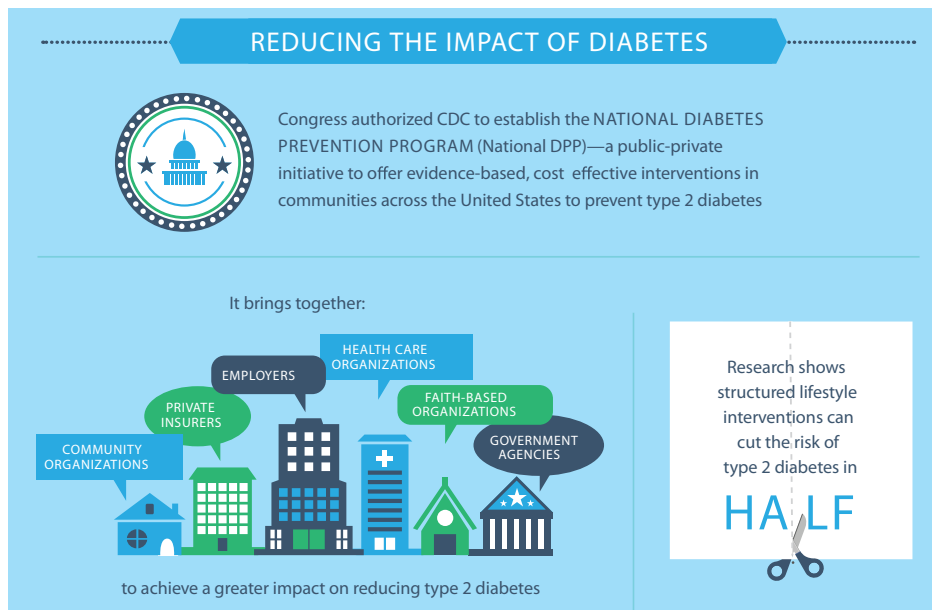 REDUCING THE IMPACT OF DIABETES
Congress authorized CDC to establish the NATIONAL DIABETES
PREVENTION PROGRAM (National DPP)—a public-private
initiative to offer evidence-based, cost effective interventions in
communities across the United States to prevent type 2 diabetes
It brings together:
COMMUNITY
ORGANIZATIONS
PRIVATE
INSURERS
EMPLOYERS
HEALTH CARE
ORGANIZATIONS
FAITH-BASED
ORGANIZATIONS
GOVERNMENT
AGENCIES
to achieve a greater impact on reducing type 2 diabetes
Research shows
structured lifestyle
interventions can
cut the risk of
type 2 diabetes in
HALF